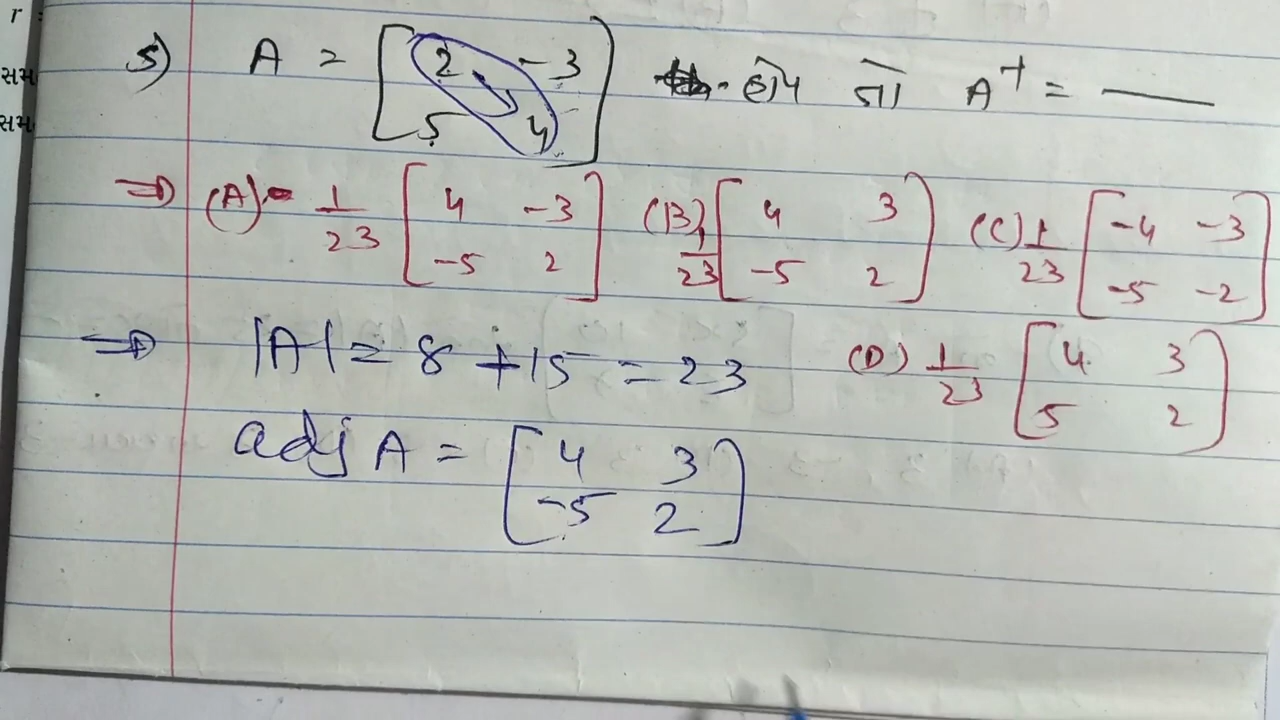 r :
સમ
સમ
5) A = [ 2 -3 5 4 ] હોય તો A⁻¹ = ____
⇒ (A) 1/23 [ 4 -3 -5 2 ] (B) 1/23 [ 4 3 -5 2 ] (C) 1/23 [ -4 -3 -5 -2 ]
⇒ |A| = 8 + 15 = 23 (D) 1/23 [ 4 3 5 2 ]
adj A = [ 4 3 -5 2 ]